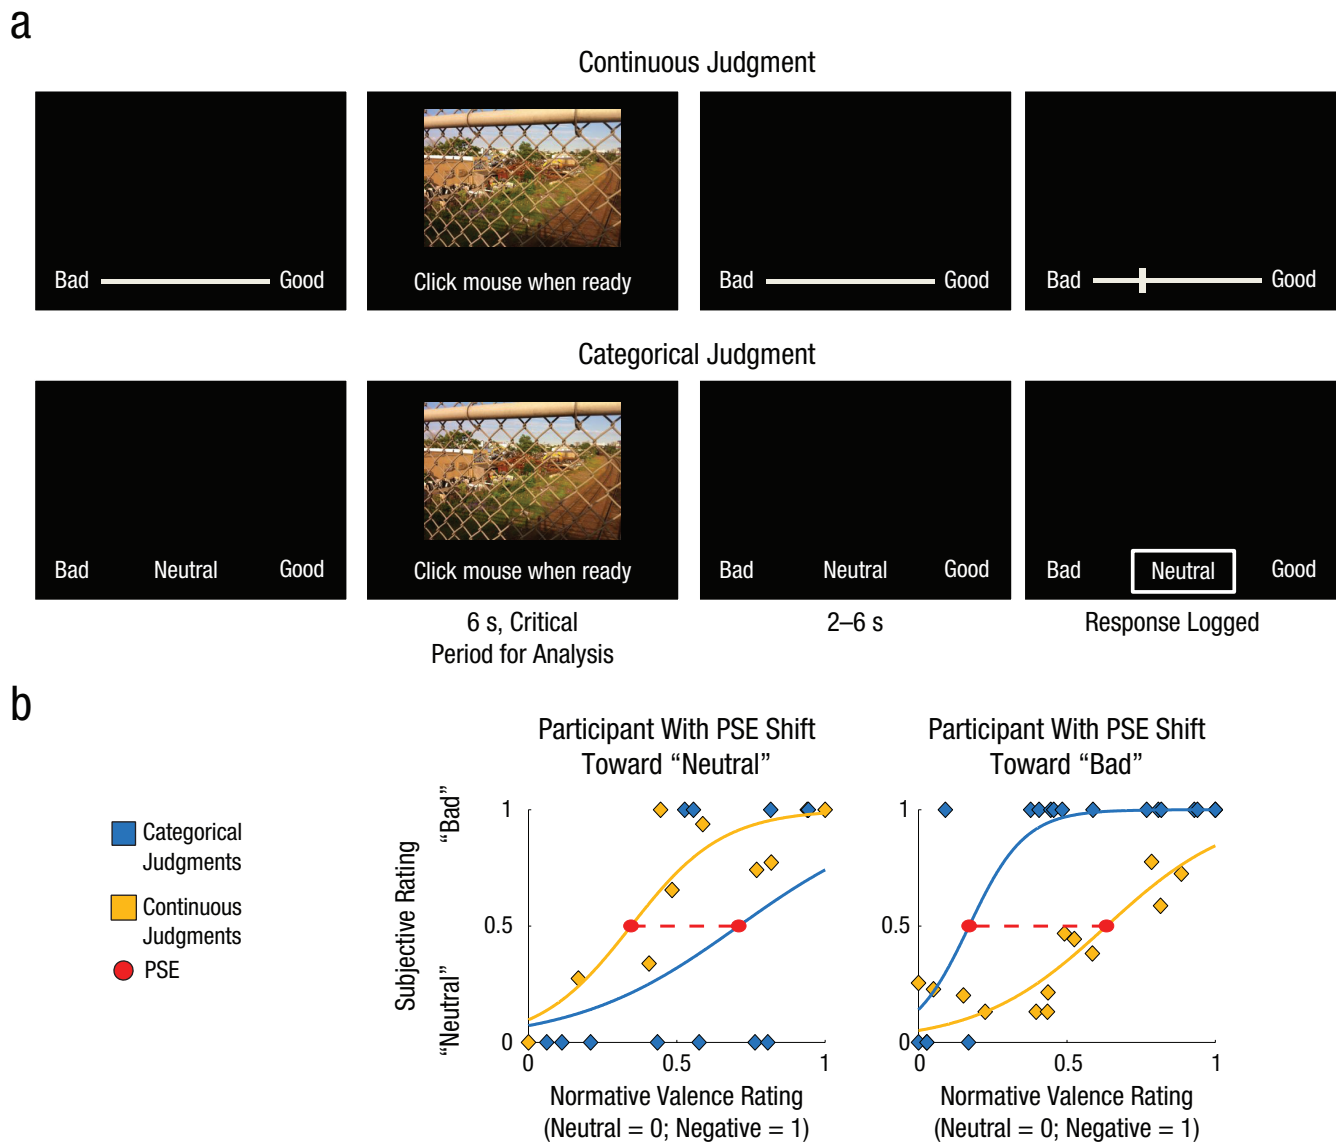 a
Continuous Judgment
Bad Good
Click mouse when ready
Bad Good
Bad Good
Categorical Judgment
Bad Neutral Good
Click mouse when ready
Bad Neutral Good
Bad Neutral Good
6 s, Critical
Period for Analysis
2–6 s
Response Logged
b
Categorical
Judgments
Continuous
Judgments
PSE
Participant With PSE Shift
Toward “Neutral”
Subjective Rating
“Neutral”
“Bad”
1
0.5
0
0 0.5 1
Normative Valence Rating
(Neutral = 0; Negative = 1)
Participant With PSE Shift
Toward “Bad”
1
0.5
0
0 0.5 1
Normative Valence Rating
(Neutral = 0; Negative = 1)